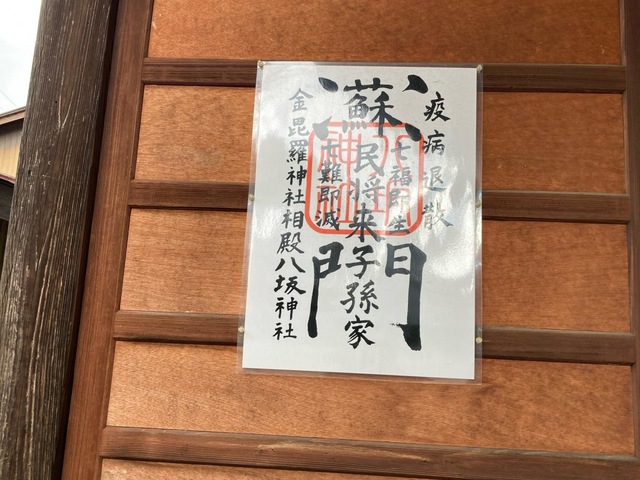 疫病退散
七福即生
蘇民将来子孫家
門
七難即滅
金毘羅神社相殿八坂神社